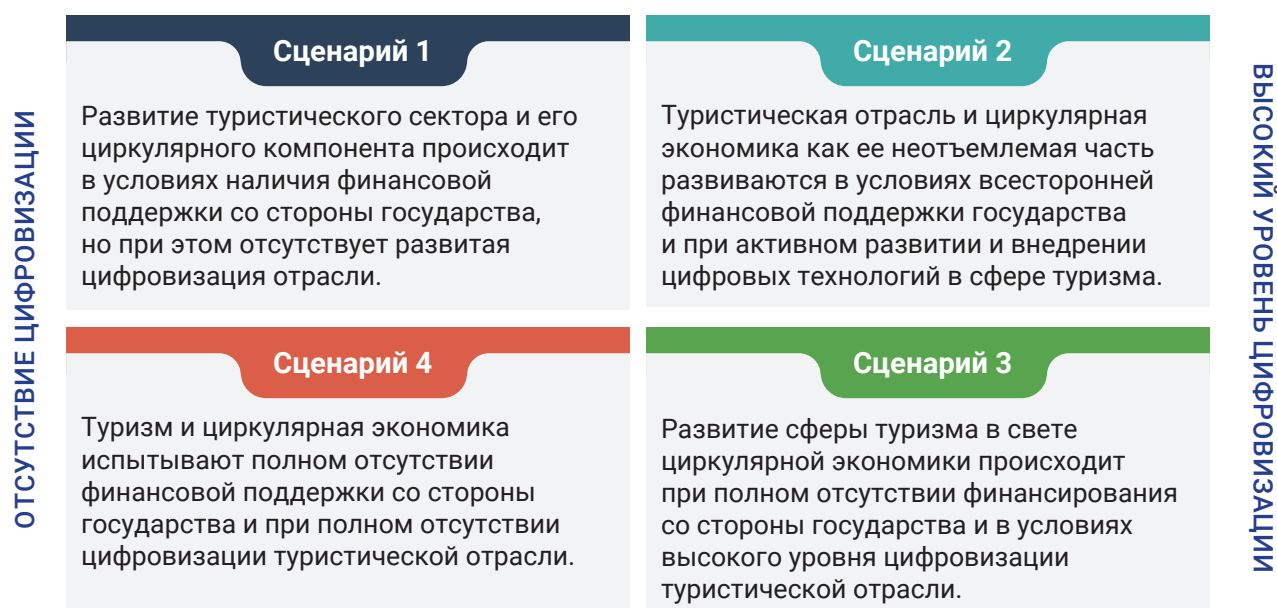 ОТСУТСТВИЕ ЦИФРОВИЗАЦИИ
Сценарий 1
Развитие туристического сектора и его
циркулярного компонента происходит
в условиях наличия финансовой
поддержки со стороны государства,
но при этом отсутствует развитая
цифровизация отрасли.
Сценарий 2
Туристическая отрасль и циркулярная
экономика как ее неотъемлемая часть
развиваются в условиях всесторонней
финансовой поддержки государства
и при активном развитии и внедрении
цифровых технологий в сфере туризма.
Сценарий 4
Туризм и циркулярная экономика
испытывают полном отсутствии
финансовой поддержки со стороны
государства и при полном отсутствии
цифровизации туристической отрасли.
Сценарий 3
Развитие сферы туризма в свете
циркулярной экономики происходит
при полном отсутствии финансирования
со стороны государства и в условиях
высокого уровня цифровизации
туристической отрасли.
ВЫСОКИЙ УРОВЕНЬ ЦИФРОВИЗАЦИИ